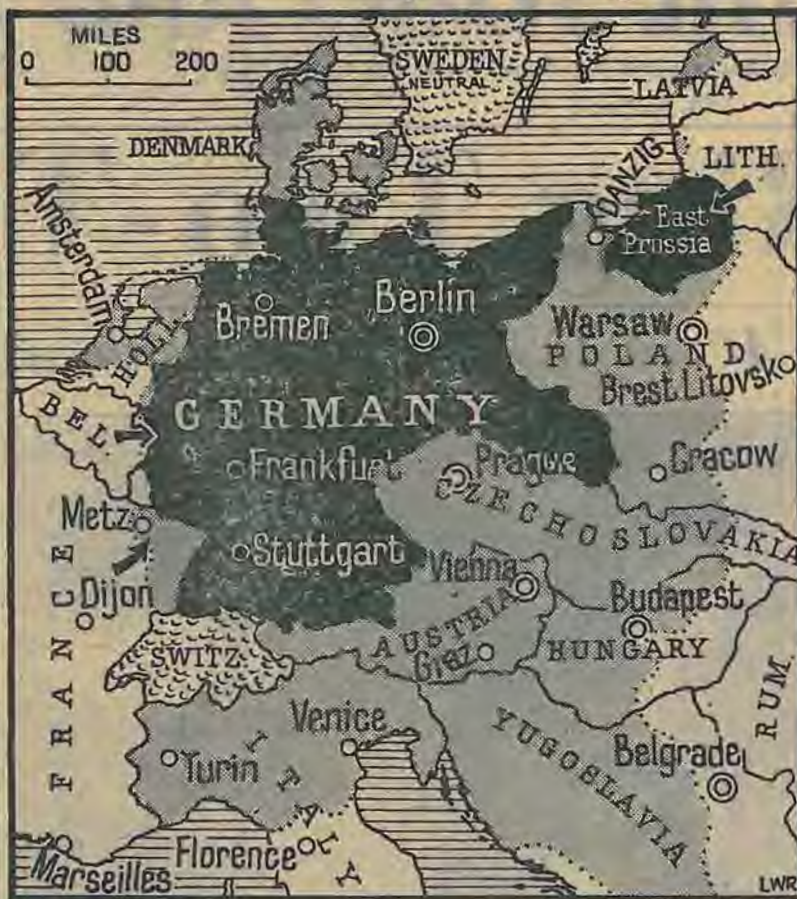 MILES
0 100 200
SWEDEN
NEUTRAL
LATVIA
DENMARK
LITH.
DANZIG
East
Prussia
Amsterdam
HOLL.
Bremen
Berlin
Warsaw
POLAND
Brest Litovsk
BEL.
GERMANY
Frankfurt
Prague
Cracow
CZECHOSLOVAKIA
Metz
Stuttgart
Vienna
Dijon
FRANCE
Budapest
AUSTRIA
Graz
HUNGARY
SWITZ
RUM.
Venice
Turin
ITALY
YUGOSLAVIA
Belgrade
Florence
Marseilles
LWR